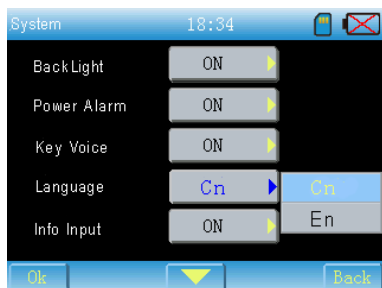 System 18:34
BackLight ON
Power Alarm ON
Key Voice ON
Language Cn Cn
En
Info Input ON
Ok Back